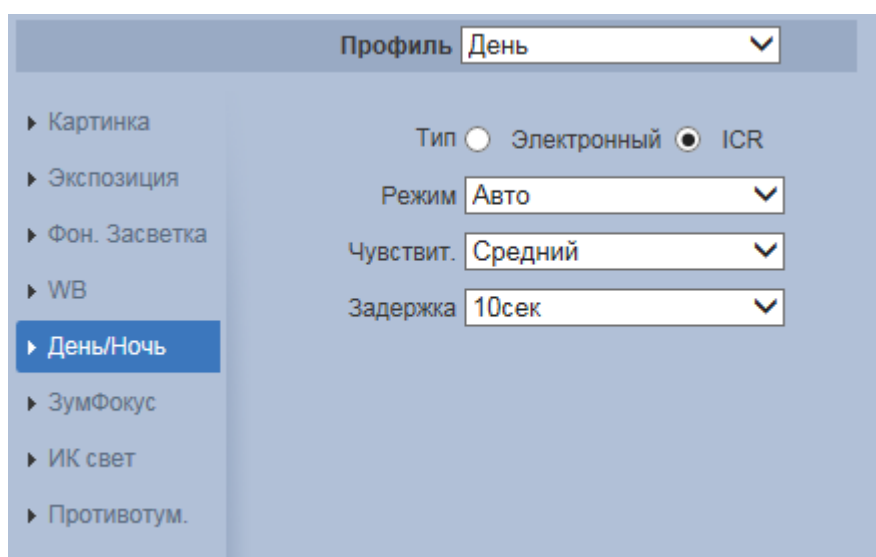 Профиль День
Картинка
Тип Электронный ICR
Экспозиция
Режим Авто
Фон. Засветка
Чувствит. Средний
WB
Задержка 10сек
День/Ночь
ЗумФокус
ИК свет
Противотум.